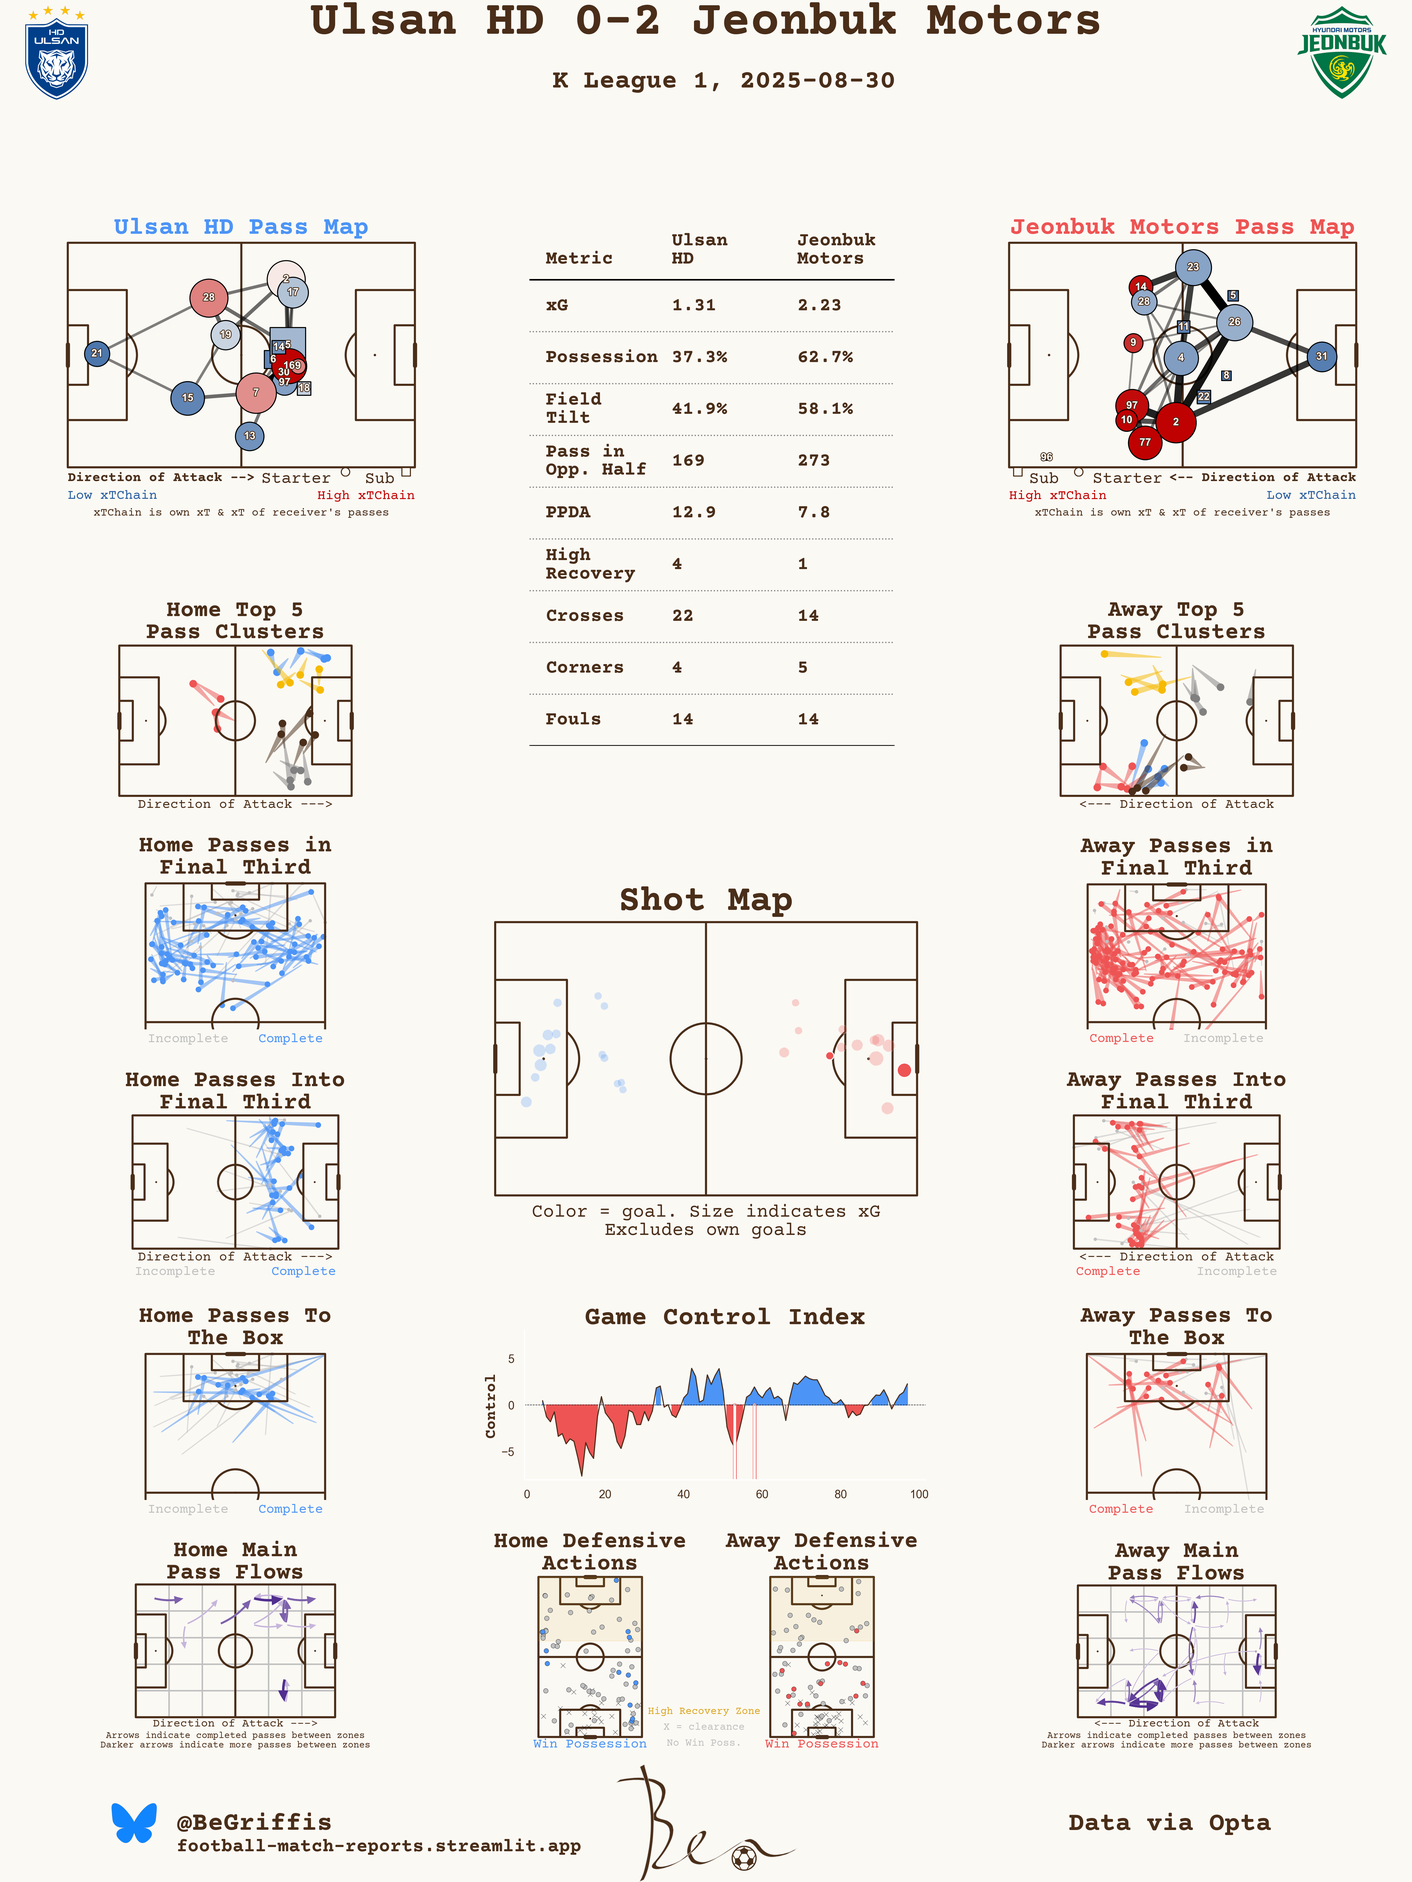 Ulsan HD 0-2 Jeonbuk Motors
K League 1, 2025-08-30
HD
ULSAN
HYUNDAI MOTORS
JEONBUK
Ulsan HD Pass Map
2
17
28
19
21
14
5
6
169
30
97
18
7
15
13
Direction of Attack --> Starter Sub
Low xTChain High xTChain
xTChain is own xT & xT of receiver's passes
Metric Ulsan HD Jeonbuk Motors
xG 1.31 2.23
Possession 37.3% 62.7%
Field Tilt 41.9% 58.1%
Pass in Opp. Half 169 273
PPDA 12.9 7.8
High Recovery 4 1
Crosses 22 14
Corners 4 5
Fouls 14 14
Jeonbuk Motors Pass Map
23
14
28
5
26
11
9
4
31
8
22
97
10
2
77
96
Sub Starter <-- Direction of Attack
High xTChain Low xTChain
xTChain is own xT & xT of receiver's passes
Home Top 5
Pass Clusters
Direction of Attack --->
Away Top 5
Pass Clusters
<--- Direction of Attack
Home Passes in
Final Third
Incomplete Complete
Away Passes in
Final Third
Complete Incomplete
Shot Map
Color = goal. Size indicates xG
Excludes own goals
Home Passes Into
Final Third
Direction of Attack --->
Incomplete Complete
Away Passes Into
Final Third
<--- Direction of Attack
Complete Incomplete
Home Passes To
The Box
Incomplete Complete
Game Control Index
Control
5
0
−5
0 20 40 60 80 100
Away Passes To
The Box
Complete Incomplete
Home Main
Pass Flows
Direction of Attack --->
Arrows indicate completed passes between zones
Darker arrows indicate more passes between zones
Home Defensive
Actions
Win Possession
High Recovery Zone
X = clearance
No Win Poss.
Away Defensive
Actions
Win Possession
Away Main
Pass Flows
<--- Direction of Attack
Arrows indicate completed passes between zones
Darker arrows indicate more passes between zones
@BeGriffis
football-match-reports.streamlit.app
Ben
Data via Opta